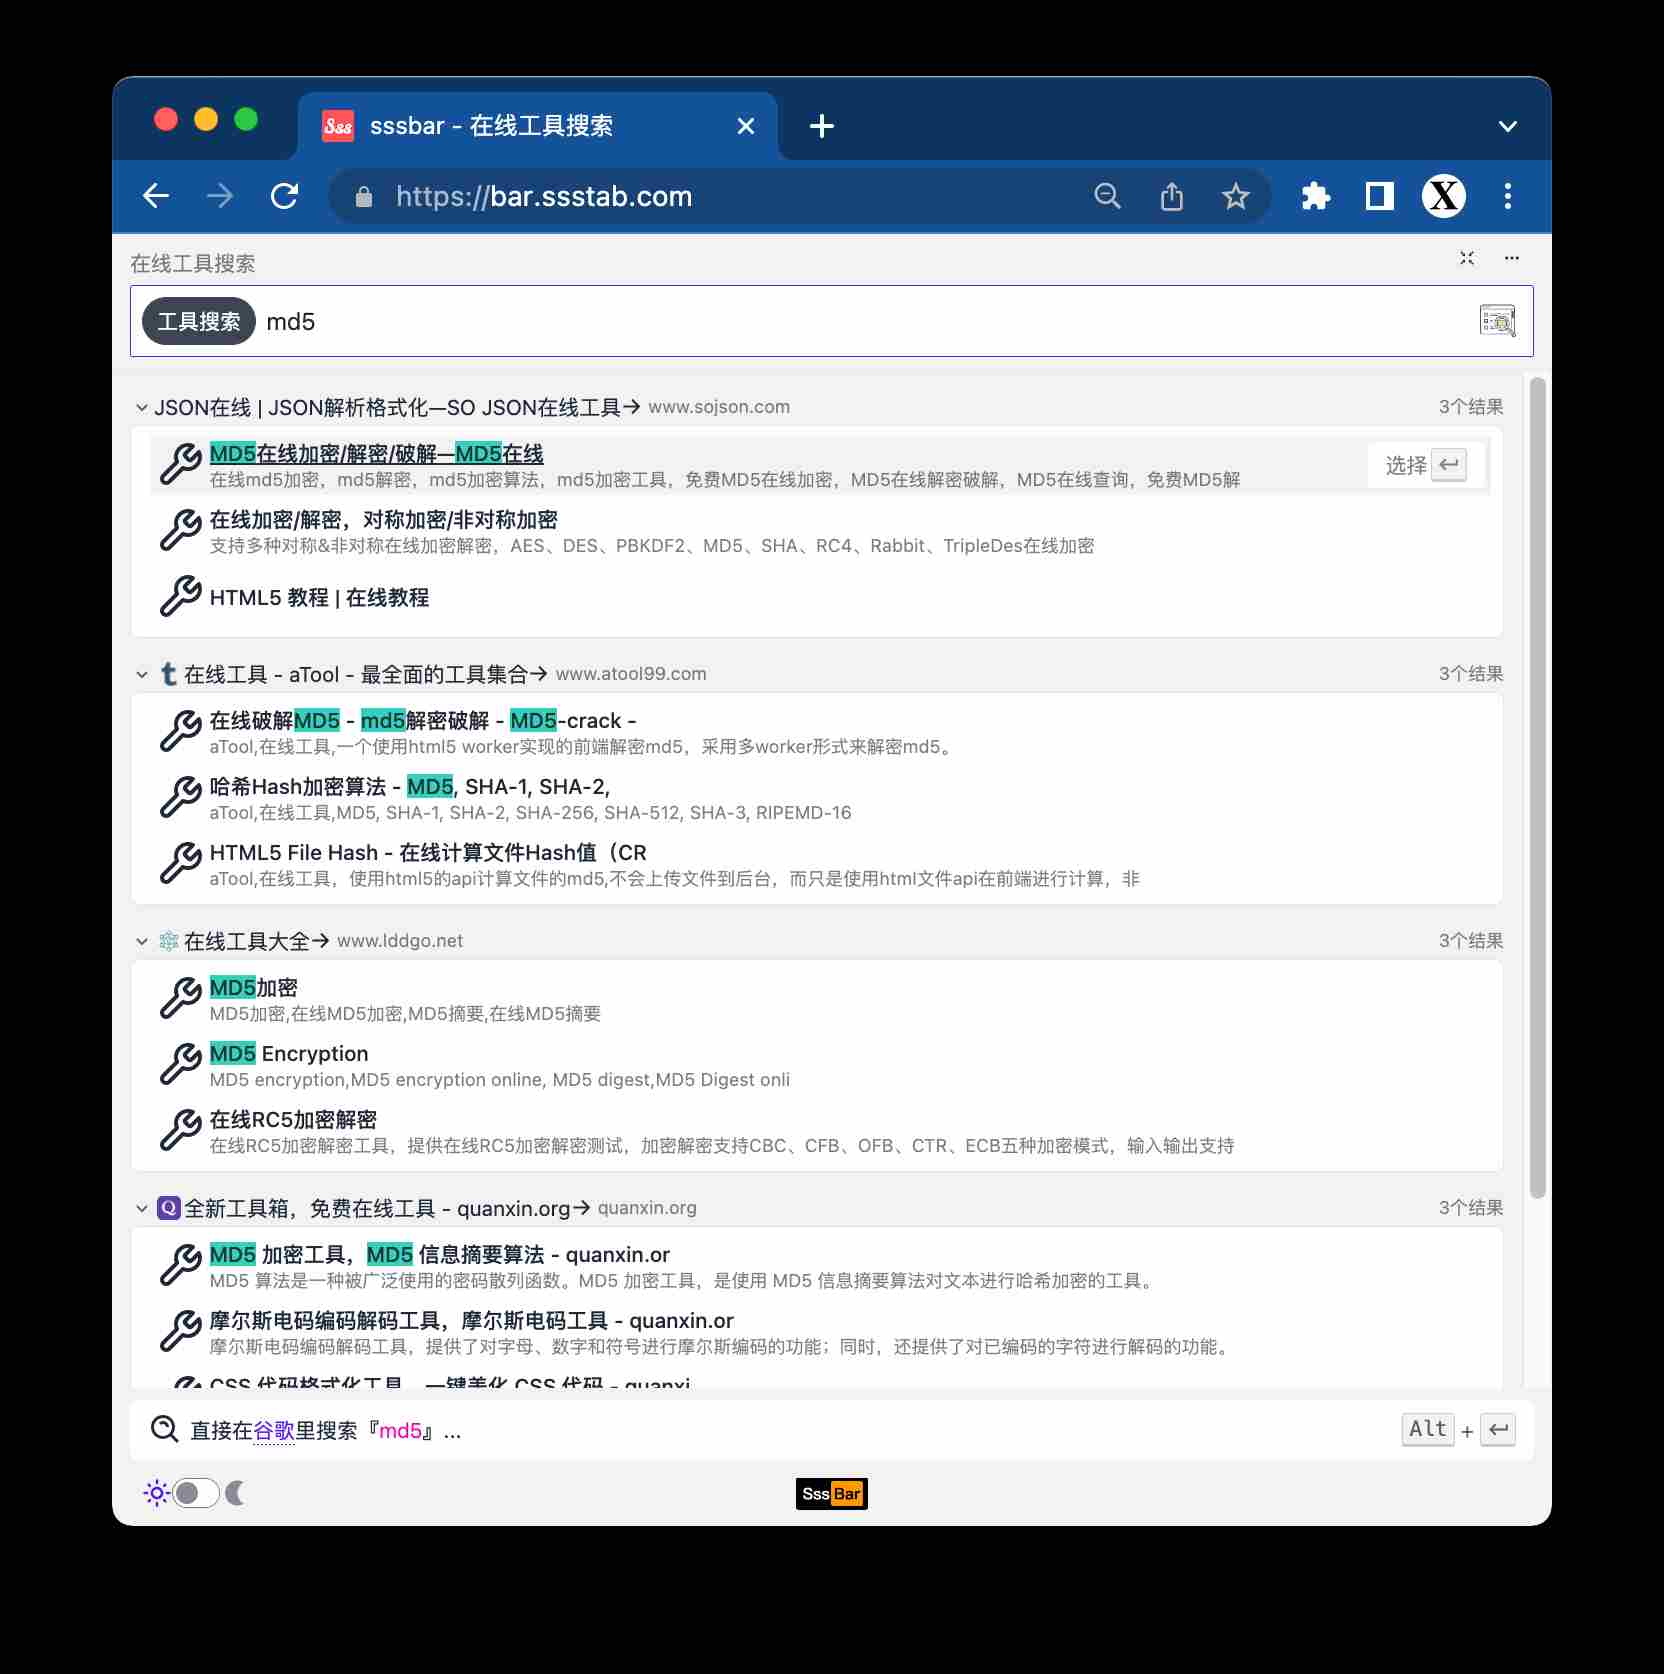 Sss sssbar - 在线工具搜索
https://bar.ssstab.com
X
在线工具搜索
工具搜索 md5
JSON在线 | JSON解析格式化—SO JSON在线工具→ www.sojson.com 3个结果
MD5在线加密/解密/破解—MD5在线
在线md5加密，md5解密，md5加密算法，md5加密工具，免费MD5在线加密，MD5在线解密破解，MD5在线查询，免费MD5解
选择
在线加密/解密，对称加密/非对称加密
支持多种对称&非对称在线加密解密，AES、DES、PBKDF2、MD5、SHA、RC4、Rabbit、TripleDes在线加密
HTML5 教程 | 在线教程
t 在线工具 - aTool - 最全面的工具集合→ www.atool99.com 3个结果
在线破解MD5 - md5解密破解 - MD5-crack -
aTool,在线工具,一个使用html5 worker实现的前端解密md5，采用多worker形式来解密md5。
哈希Hash加密算法 - MD5, SHA-1, SHA-2,
aTool,在线工具,MD5, SHA-1, SHA-2, SHA-256, SHA-512, SHA-3, RIPEMD-16
HTML5 File Hash - 在线计算文件Hash值（CR
aTool,在线工具，使用html5的api计算文件的md5,不会上传文件到后台，而只是使用html文件api在前端进行计算，非
在线工具大全→ www.lddgo.net 3个结果
MD5加密
MD5加密,在线MD5加密,MD5摘要,在线MD5摘要
MD5 Encryption
MD5 encryption,MD5 encryption online, MD5 digest,MD5 Digest onli
在线RC5加密解密
在线RC5加密解密工具，提供在线RC5加密解密测试，加密解密支持CBC、CFB、OFB、CTR、ECB五种加密模式，输入输出支持
Q 全新工具箱，免费在线工具 - quanxin.org→ quanxin.org 3个结果
MD5 加密工具，MD5 信息摘要算法 - quanxin.or
MD5 算法是一种被广泛使用的密码散列函数。MD5 加密工具，是使用 MD5 信息摘要算法对文本进行哈希加密的工具。
摩尔斯电码编码解码工具，摩尔斯电码工具 - quanxin.or
摩尔斯电码编码解码工具，提供了对字母、数字和符号进行摩尔斯编码的功能；同时，还提供了对已编码的字符进行解码的功能。
CSS 代码格式化工具，一键美化 CSS 代码 - quanxi
直接在谷歌里搜索『md5』...
Alt +
SssBar